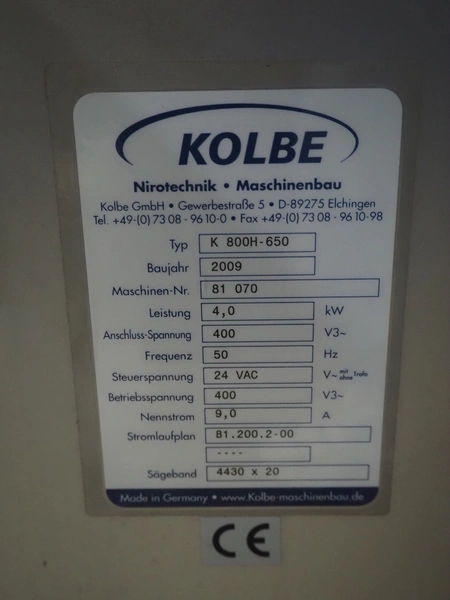 KOLBE
Nirotechnik • Maschinenbau
Kolbe GmbH • Gewerbestraße 5 • D-89275 Elchingen
Tel. +49-(0) 73 08 - 96 10-0 • Fax +49-(0) 73 08 - 96 10-98
Typ K 800H-650
Baujahr 2009
Maschinen-Nr. 81 070
Leistung 4,0 kW
Anschluss-Spannung 400 V3~
Frequenz 50 Hz
Steuerspannung 24 VAC V~ mit ohne Trafo
Betriebsspannung 400 V3~
Nennstrom 9,0 A
Stromlaufplan 81.200.2-00
----
Sägeband 4430 x 20
Made in Germany • www.Kolbe-maschinenbau.de
CE